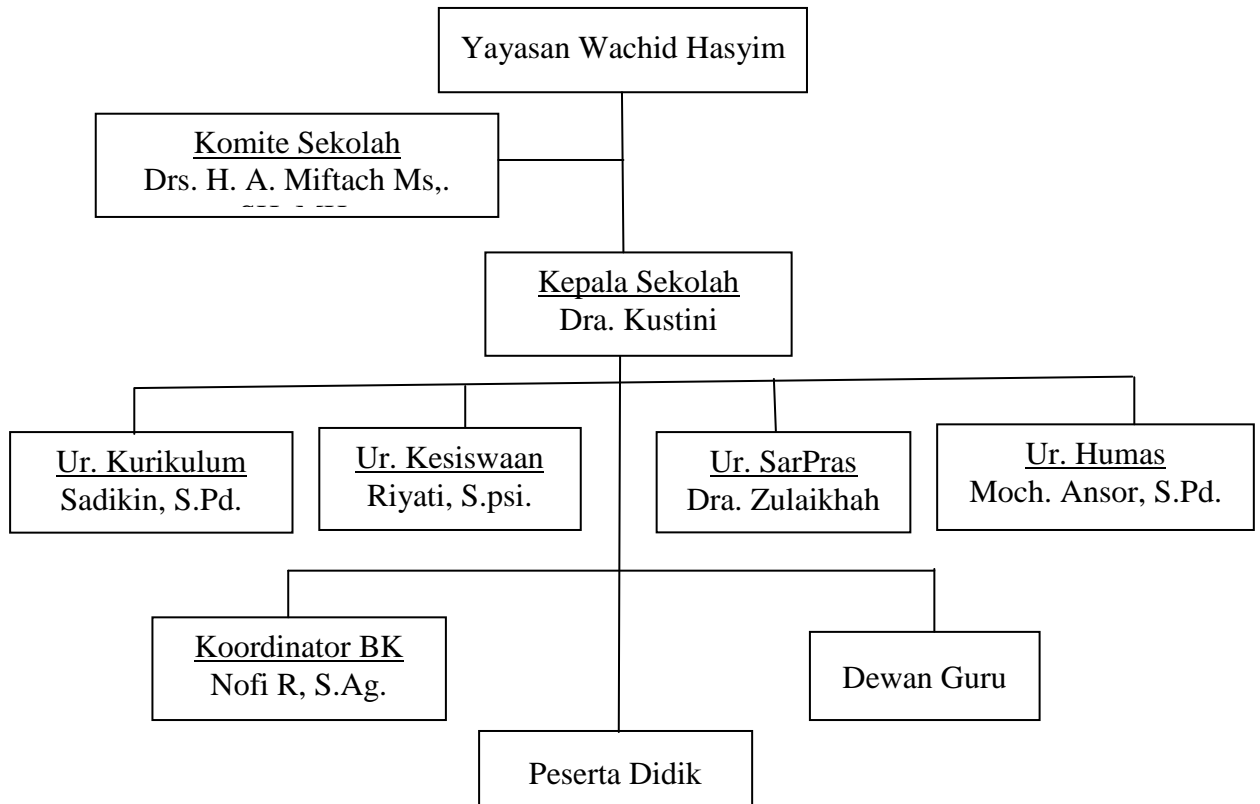 Yayasan Wachid Hasyim
Komite Sekolah
Drs. H. A. Miftach Ms,.
Kepala Sekolah
Dra. Kustini
Ur. Kurikulum
Sadikin, S.Pd.
Ur. Kesiswaan
Riyati, S.psi.
Ur. SarPras
Dra. Zulaikhah
Ur. Humas
Moch. Ansor, S.Pd.
Koordinator BK
Nofi R, S.Ag.
Dewan Guru
Peserta Didik